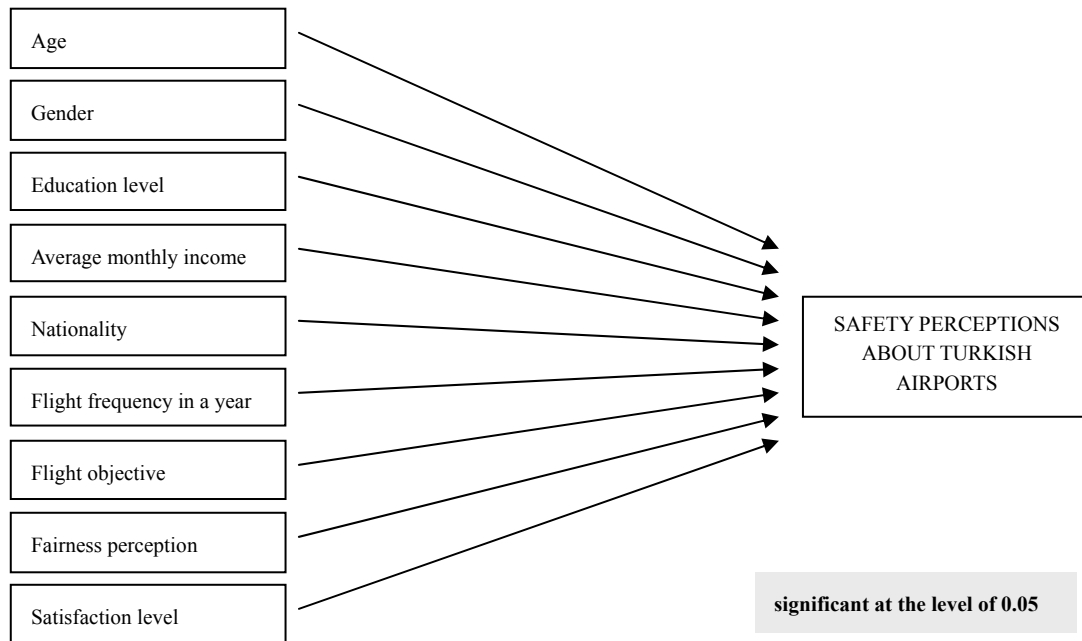 Age
Gender
Education level
Average monthly income
Nationality
Flight frequency in a year
Flight objective
Fairness perception
Satisfaction level
SAFETY PERCEPTIONS
ABOUT TURKISH
AIRPORTS
significant at the level of 0.05